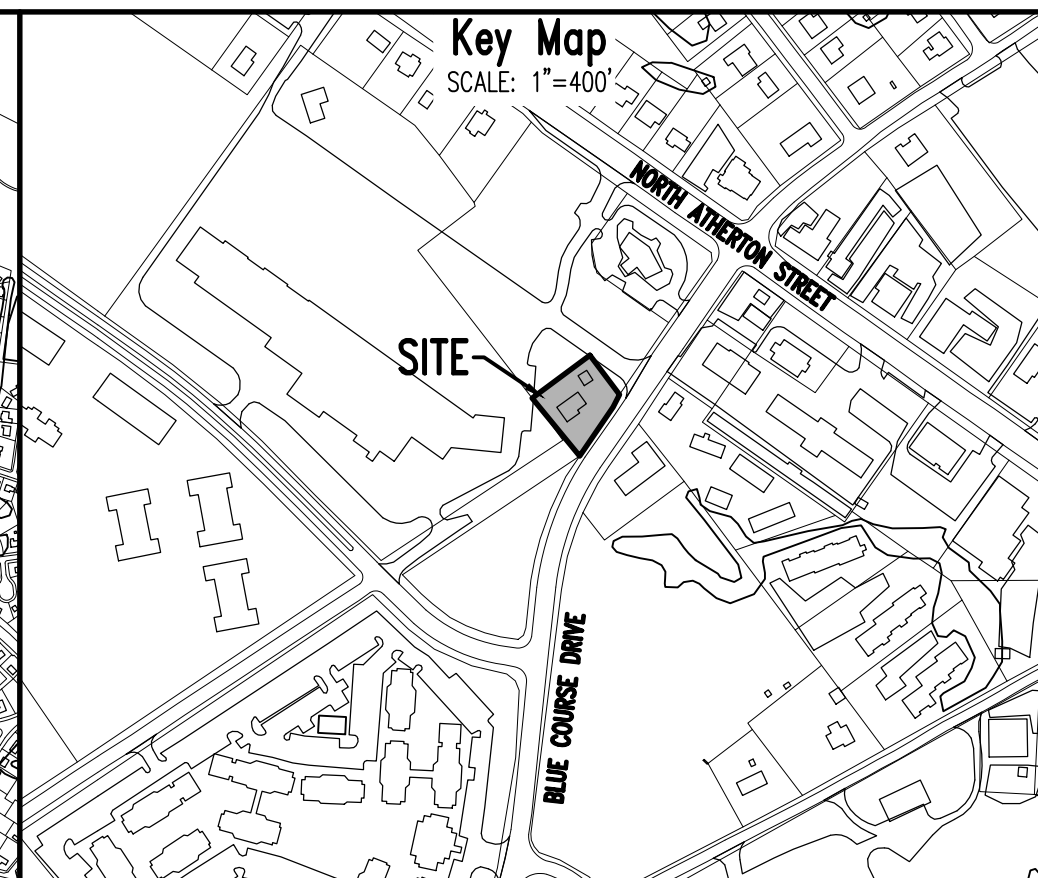 Key Map
SCALE: 1"=400'
NORTH ATHERTON STREET
SITE
BLUE COURSE DRIVE